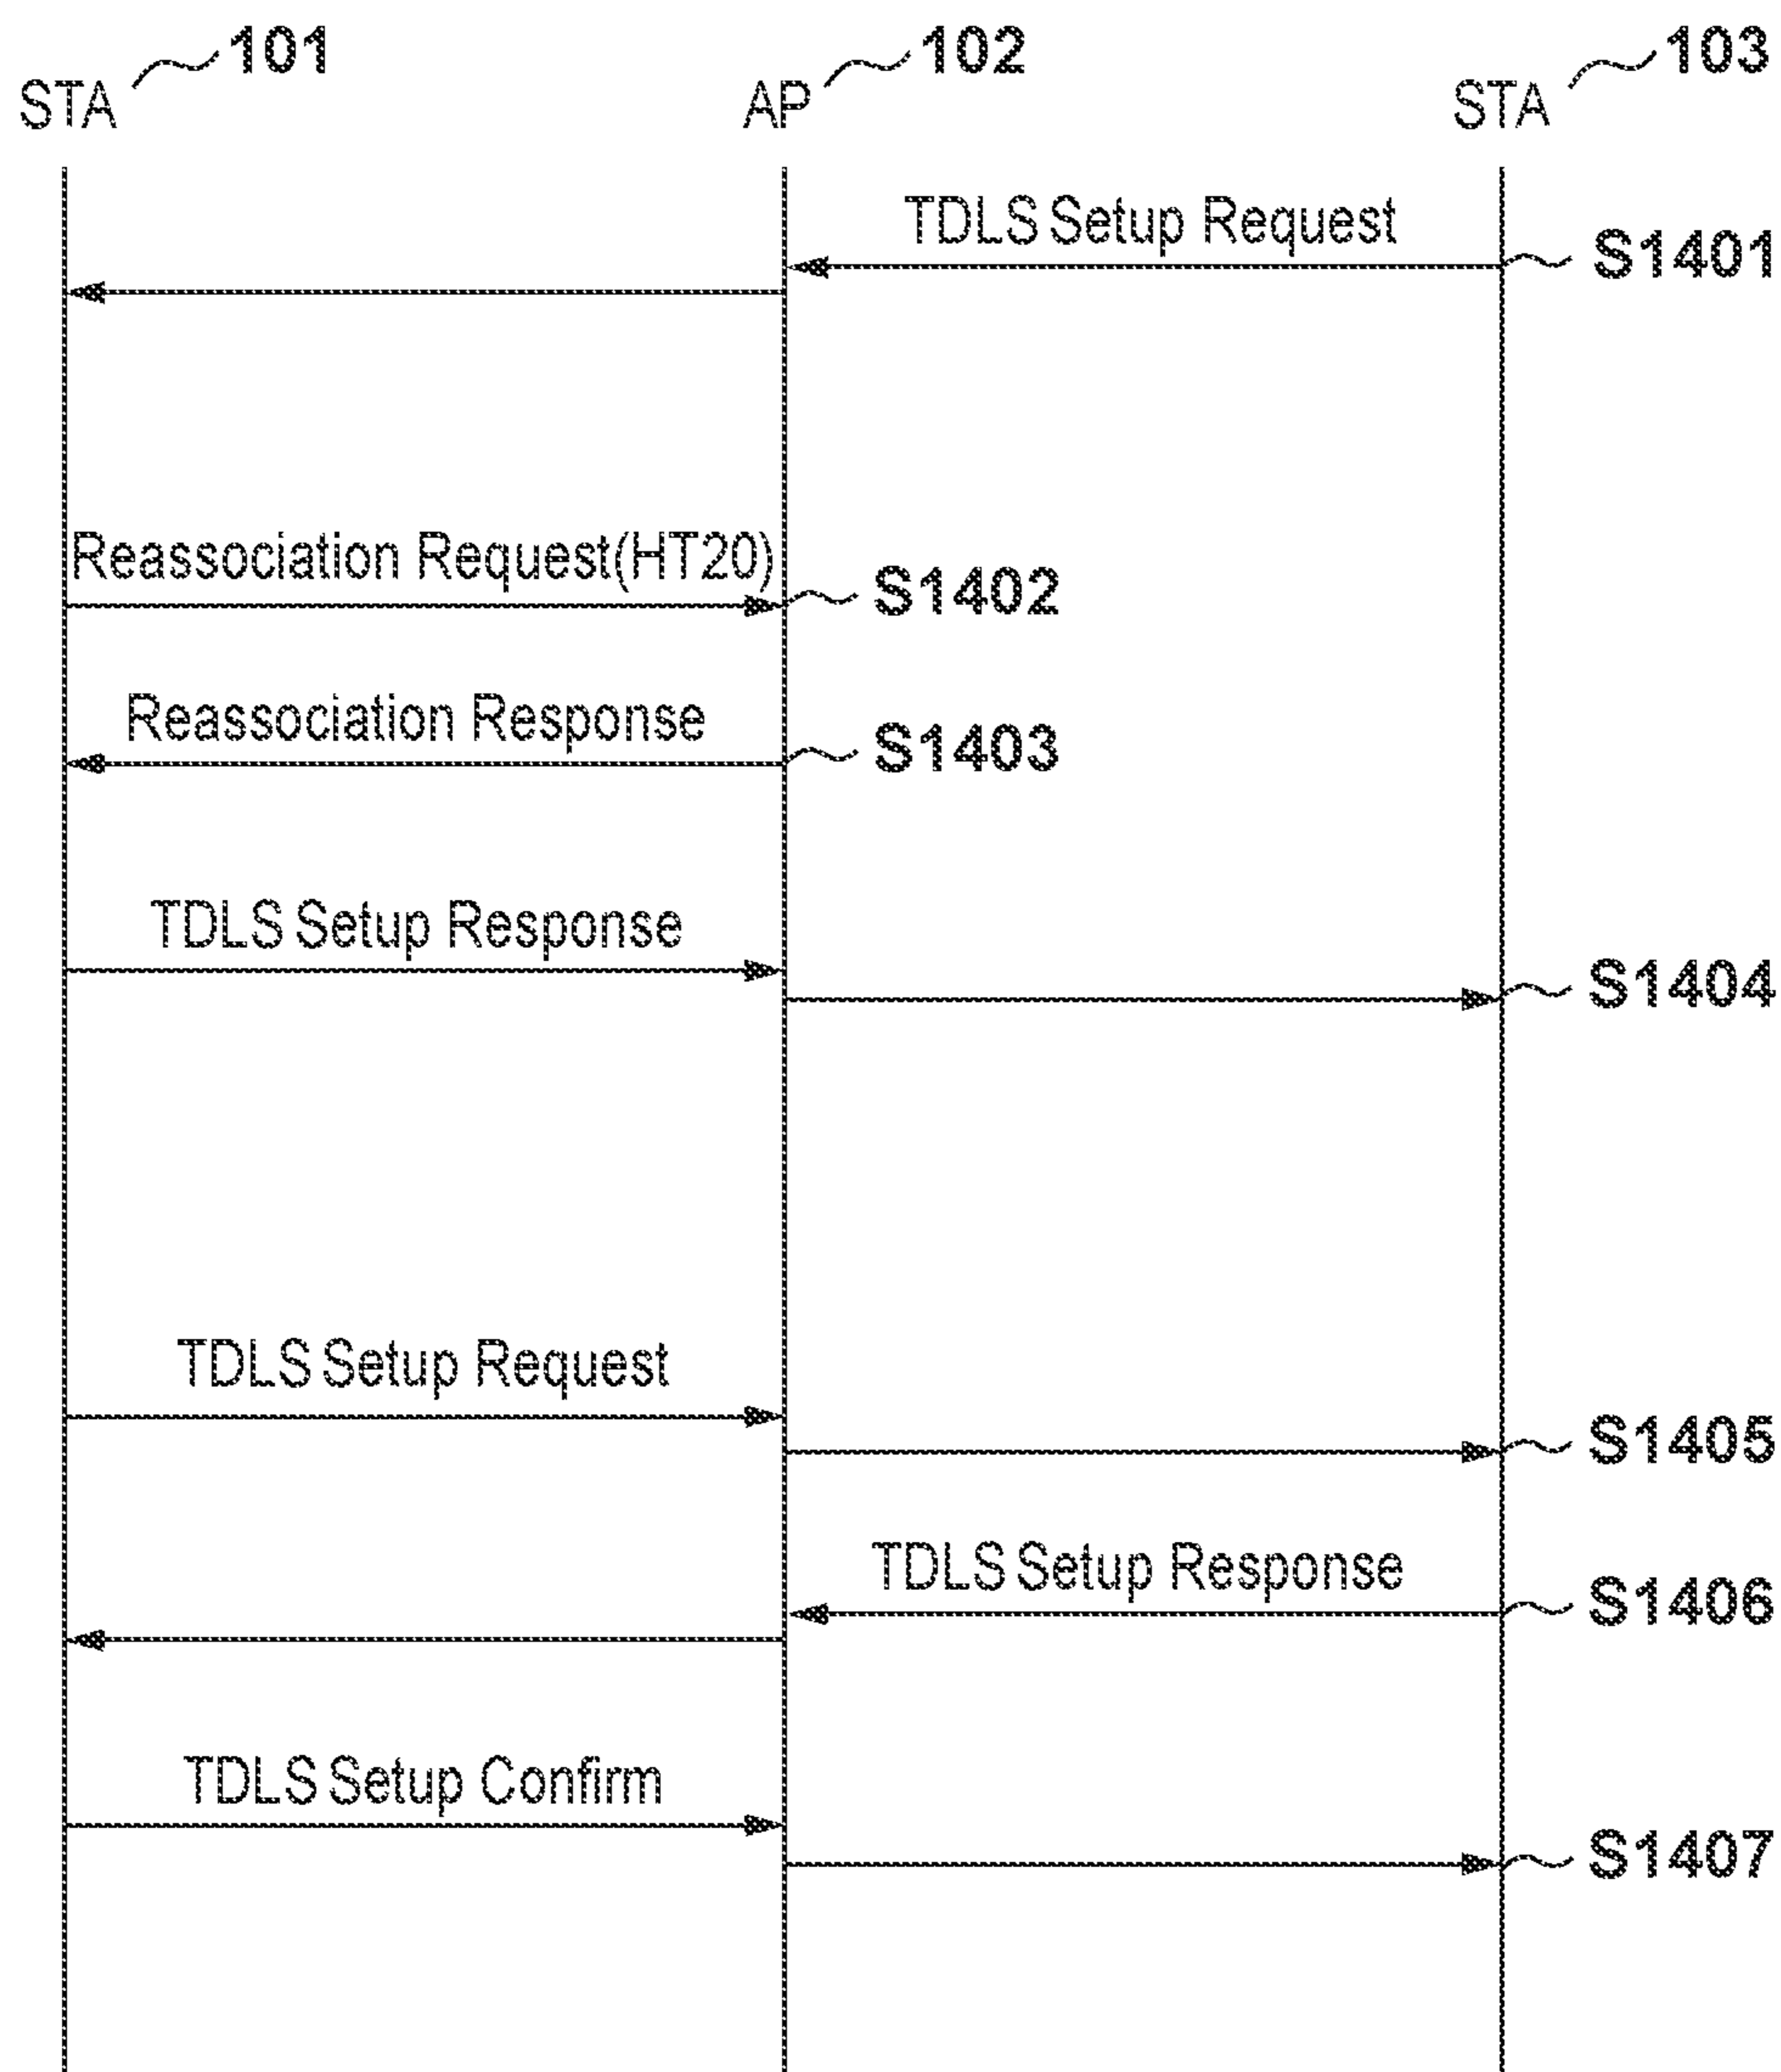 101
102
103
STA
AP
STA
TDLS Setup Request
S1401
Reassociation Request(HT20)
S1402
Reassociation Response
S1403
TDLS Setup Response
S1404
TDLS Setup Request
S1405
TDLS Setup Response
S1406
TDLS Setup Confirm
S1407